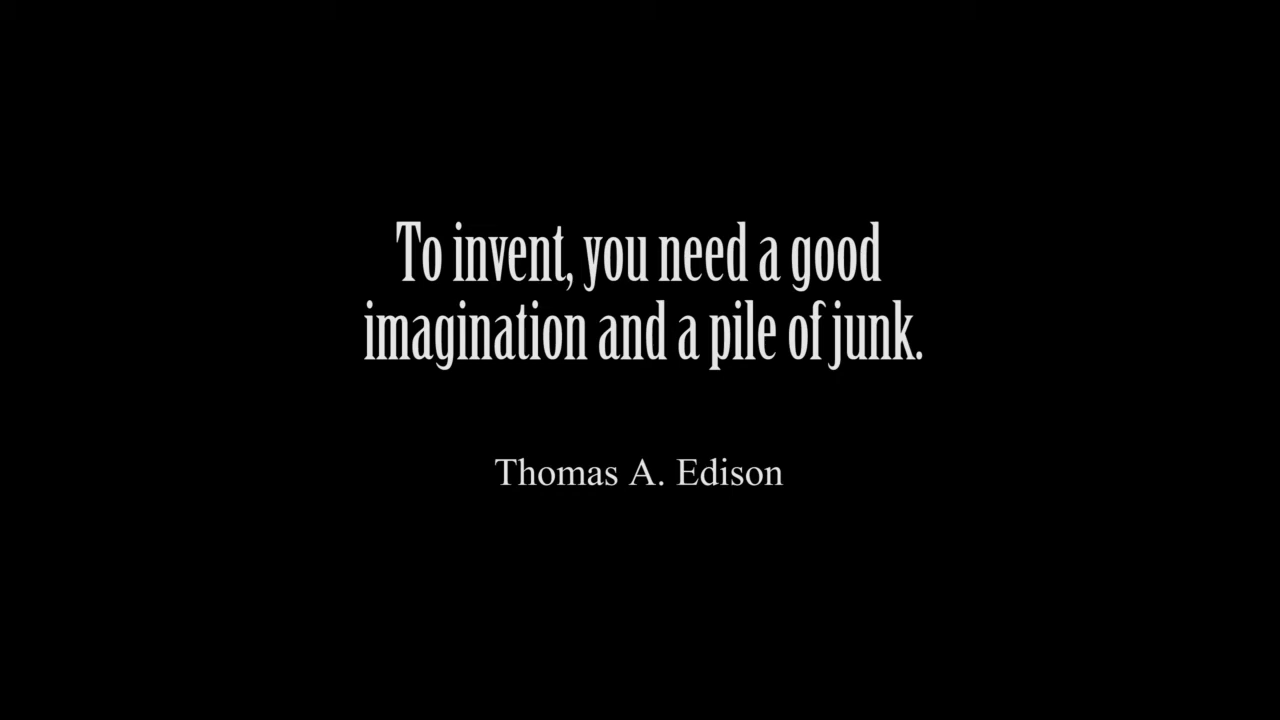 To invent, you need a good
imagination and a pile of junk.
Thomas A. Edison